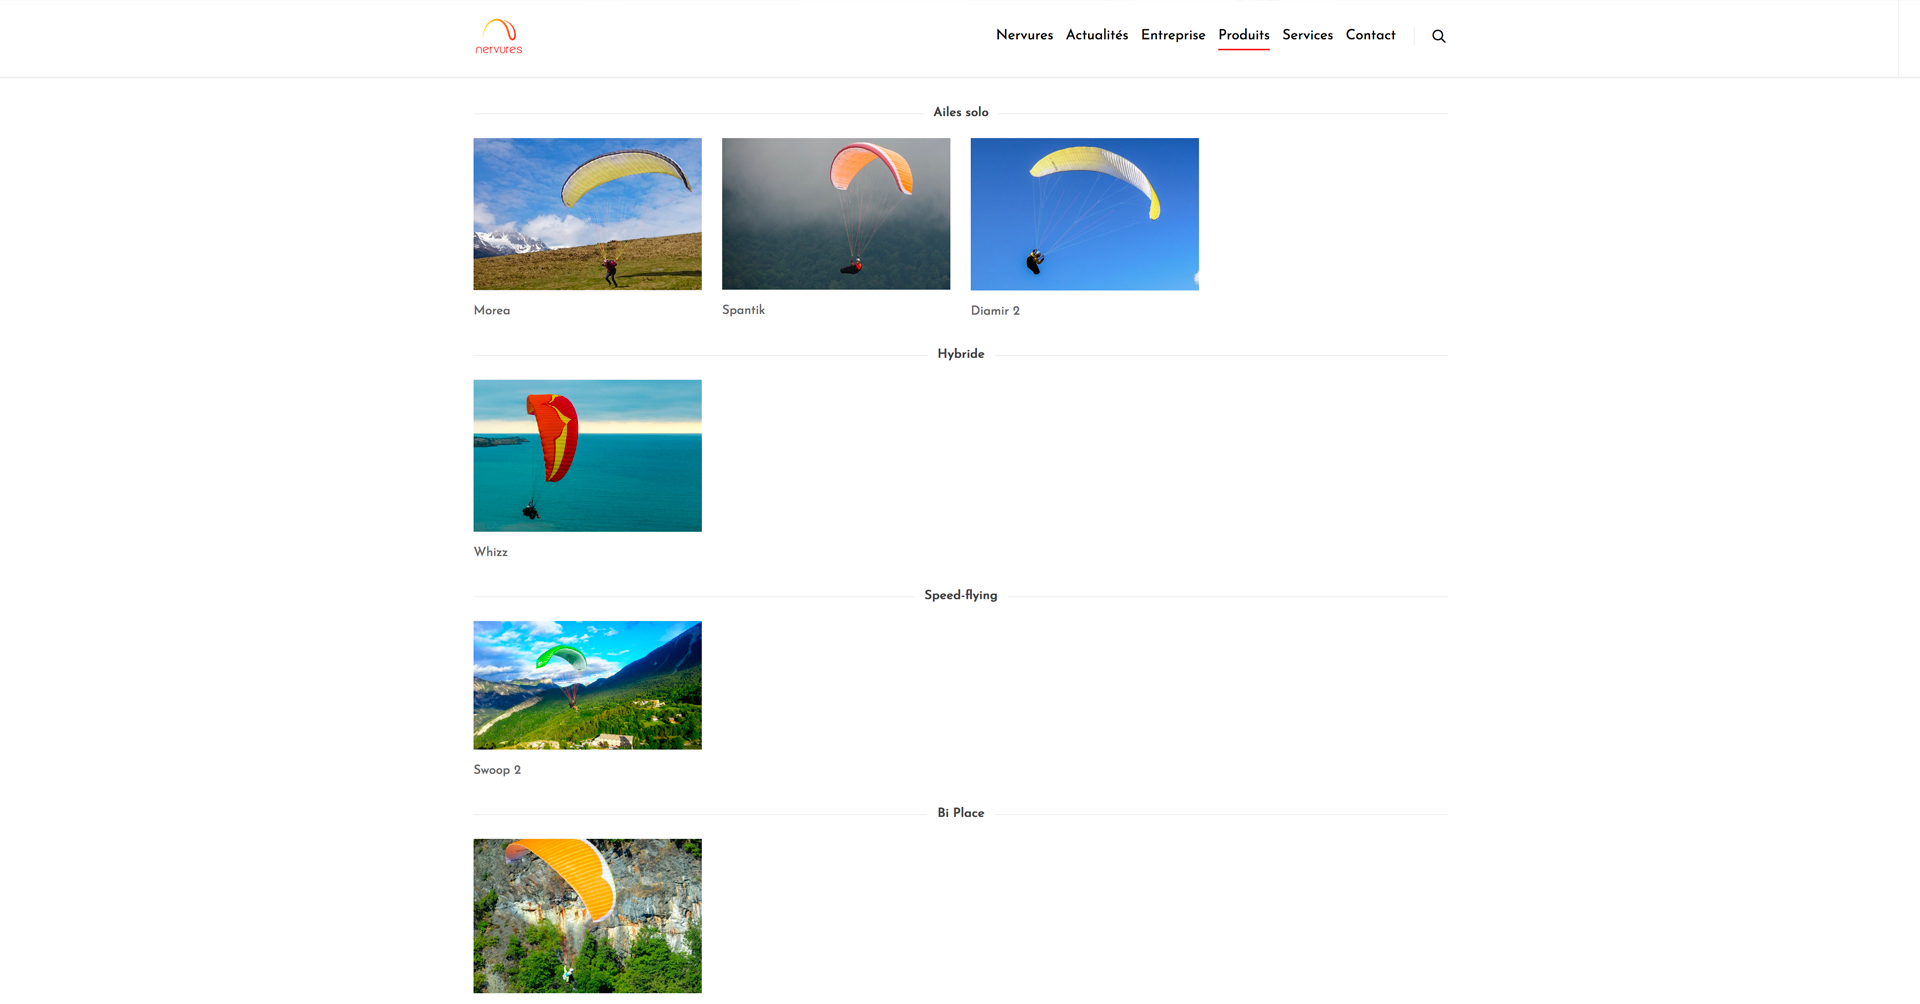 nervures
Nervures Actualités Entreprise Produits Services Contact
Ailes solo
Morea
Spantik
Diamir 2
Hybride
Whizz
Speed-flying
Swoop 2
Bi Place